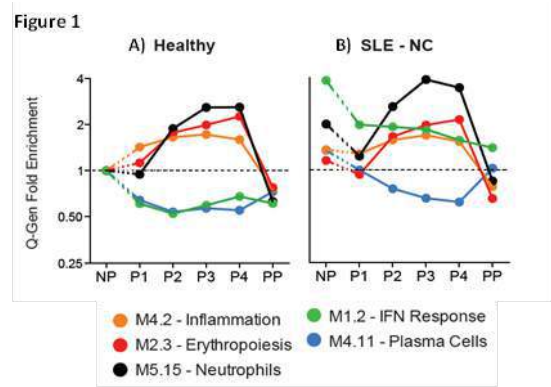 Figure 1
A) Healthy
B) SLE - NC
Q-Gen Fold Enrichment
4
2
1
0.50
0.25
NP P1 P2 P3 P4 PP
NP P1 P2 P3 P4 PP
M4.2 - Inflammation
M2.3 - Erythropoiesis
M5.15 - Neutrophils
M1.2 - IFN Response
M4.11 - Plasma Cells